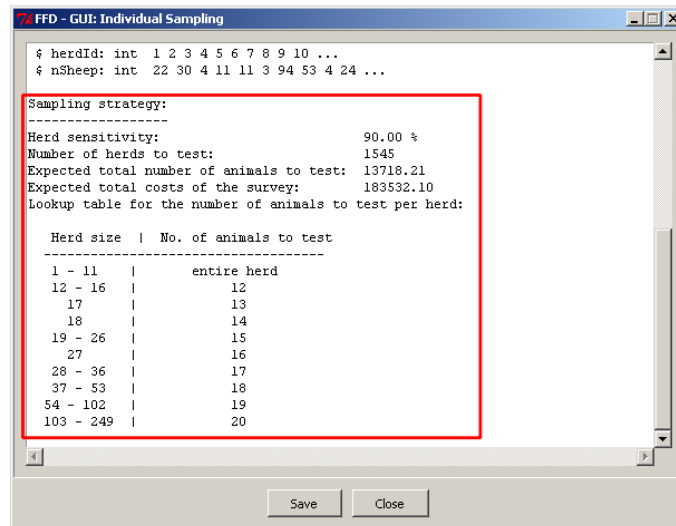 FFD - GUI: Individual Sampling
$ herdId: int 1 2 3 4 5 6 7 8 9 10 ...
$ nSheep: int 22 30 4 11 11 3 94 53 4 24 ...
Sampling strategy:
------------------
Herd sensitivity: 90.00 %
Number of herds to test: 1545
Expected total number of animals to test: 13718.21
Expected total costs of the survey: 183532.10
Lookup table for the number of animals to test per herd:
Herd size | No. of animals to test
------------------------------------
1 - 11 | entire herd
12 - 16 | 12
17 | 13
18 | 14
19 - 26 | 15
27 | 16
28 - 36 | 17
37 - 53 | 18
54 - 102 | 19
103 - 249 | 20
Save Close